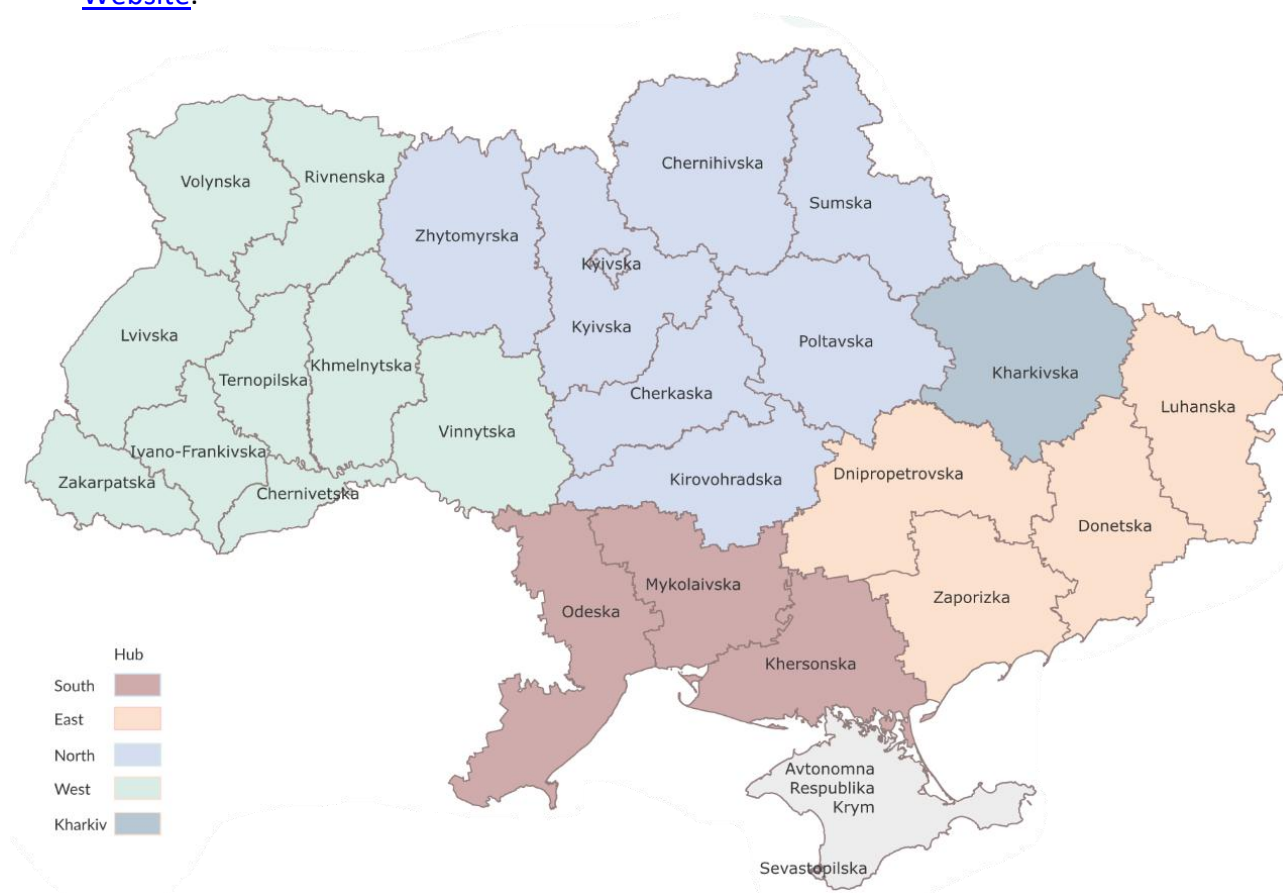 Website.
Chernihivska
Volynska
Rivnenska
Sumska
Zhytomyrska
Kyivska
Kyivska
Lvivska
Poltavska
Khmelnytska
Ternopilska
Kharkivska
Cherkaska
Luhanska
Vinnytska
Ivano-Frankivska
Zakarpatska
Chernivetska
Kirovohradska
Dnipropetrovska
Donetska
Mykolaivska
Odeska
Zaporizka
Khersonska
Hub
South
East
North
West
Kharkiv
Avtonomna
Respublika
Krym
Sevastopilska